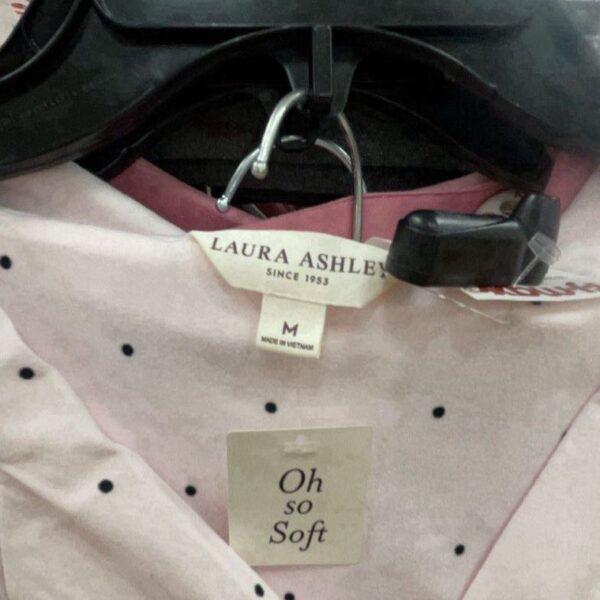 LAURA ASHLEY
SINCE 1953
M
MADE IN VIETNAM
Oh
so
Soft